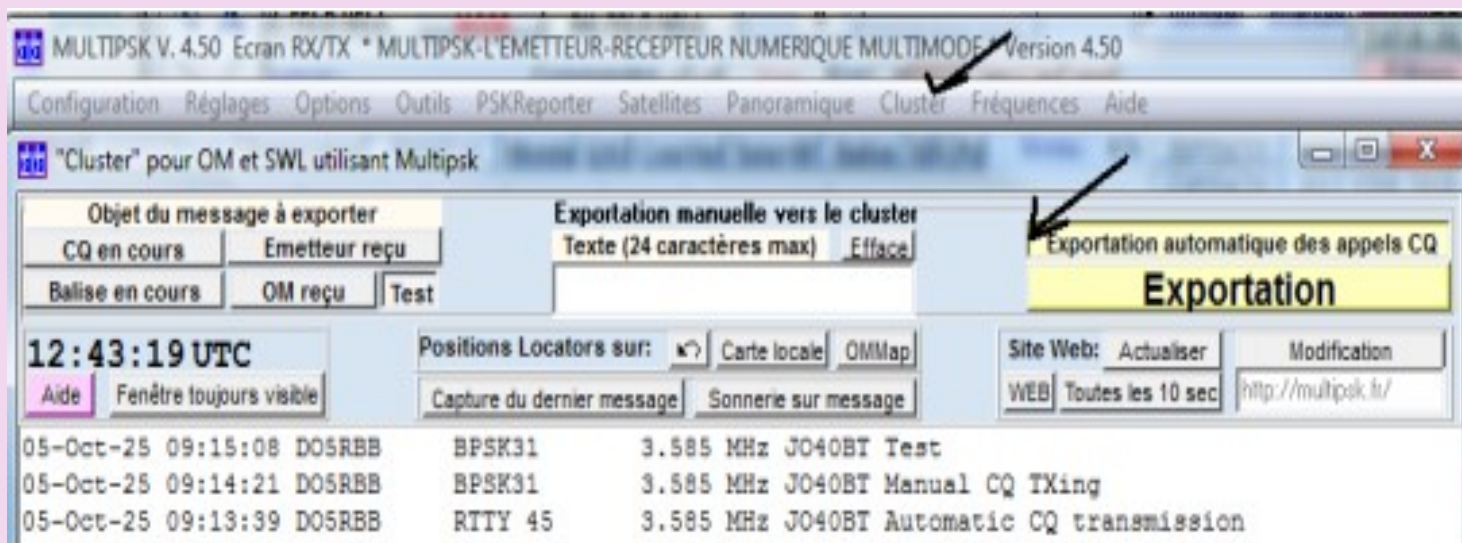 MULTIPSK V. 4.50 Ecran RX/TX * MULTIPSK-L'EMETTEUR-RECEPTEUR NUMERIQUE MULTIMODE * Version 4.50
Configuration Réglages Options Outils PSKReporter Satellites Panoramique Cluster Fréquences Aide
"Cluster" pour OM et SWL utilisant Multipsk
Objet du message à exporter
CQ en cours Emetteur reçu
Balise en cours OM reçu Test
Exportation manuelle vers le cluster
Texte (24 caractères max) Efface
Exportation automatique des appels CQ
Exportation
12:43:19 UTC
Aide Fenêtre toujours visible
Positions Locators sur: Carte locale OMMap
Capture du dernier message Sonnerie sur message
Site Web: Actualiser Modification
WEB Toutes les 10 sec http://multipsk.fr/
05-Oct-25 09:15:08 DO5RBB BPSK31 3.585 MHz JO40BT Test
05-Oct-25 09:14:21 DO5RBB BPSK31 3.585 MHz JO40BT Manual CQ TXing
05-Oct-25 09:13:39 DO5RBB RTTY 45 3.585 MHz JO40BT Automatic CQ transmission